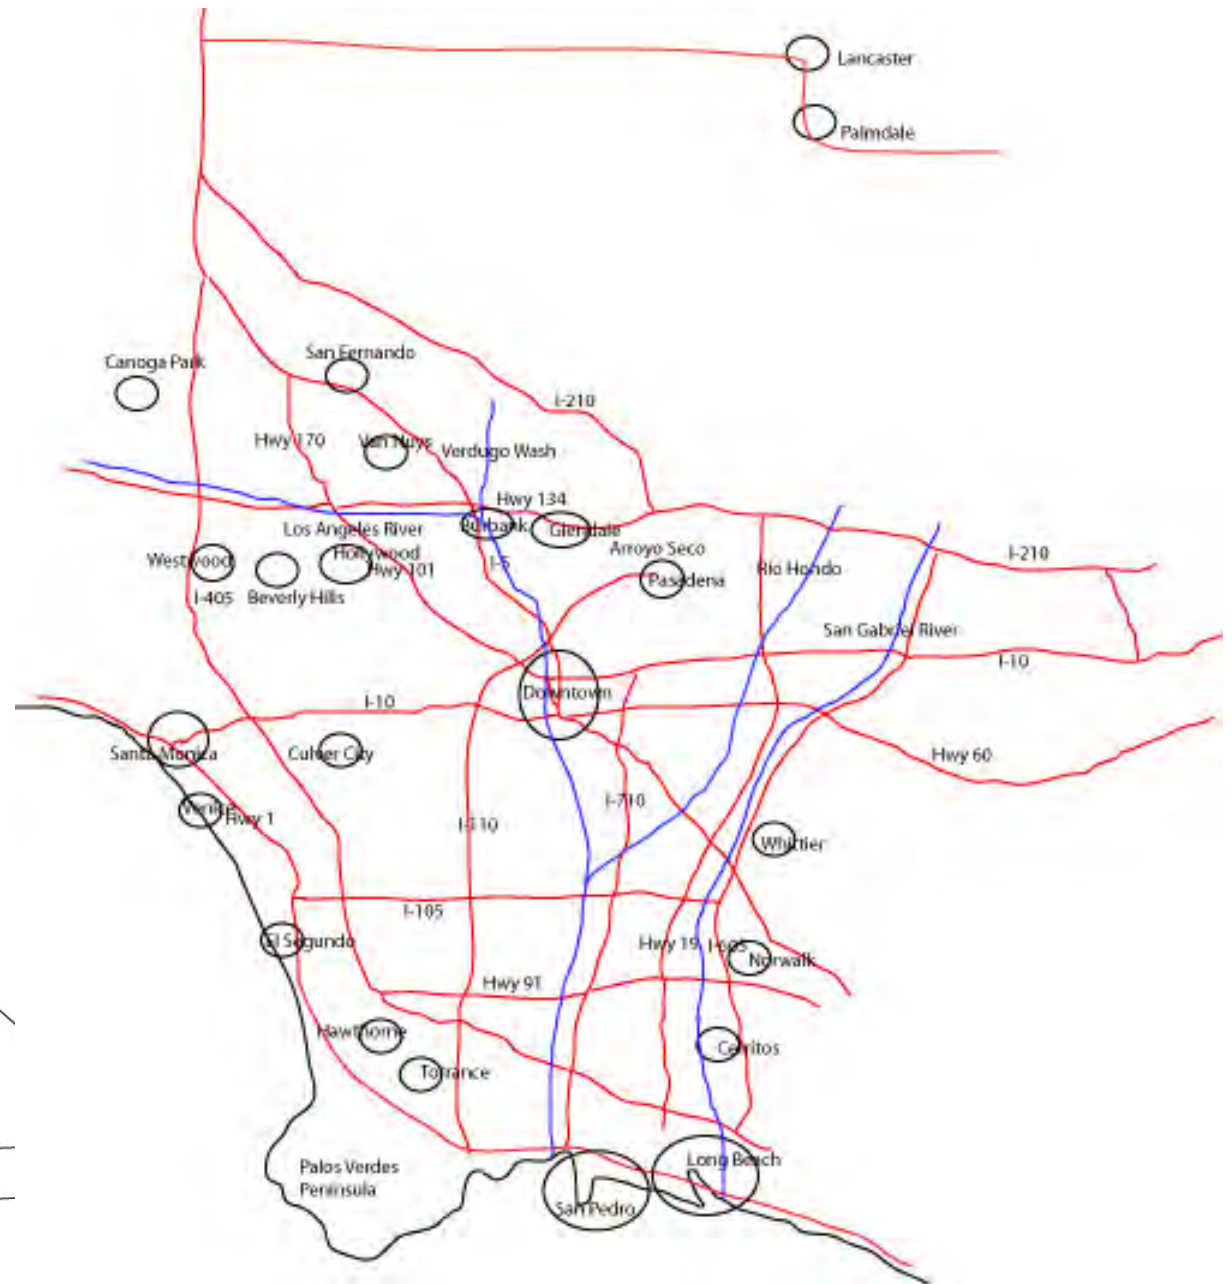 Lancaster
Palmdale
San Fernando
Canoga Park
I-210
Hwy 170
Van Nuys
Verdugo Wash
Hwy 134
Burbank
Glendale
Los Angeles River
Arroyo Seco
I-210
Hollywood
Westwood
I-5
Hwy 101
Rio Hondo
Pasadena
I-405
Beverly Hills
San Gabriel River
I-10
Downtown
I-10
Santa Monica
Culver City
Hwy 60
I-710
Venice
Hwy 1
I-110
Whittier
I-105
El Segundo
Hwy 19
I-605
Norwalk
Hwy 91
Hawthorne
Cerritos
Torrance
Long Beach
Palos Verdes
Peninsula
San Pedro